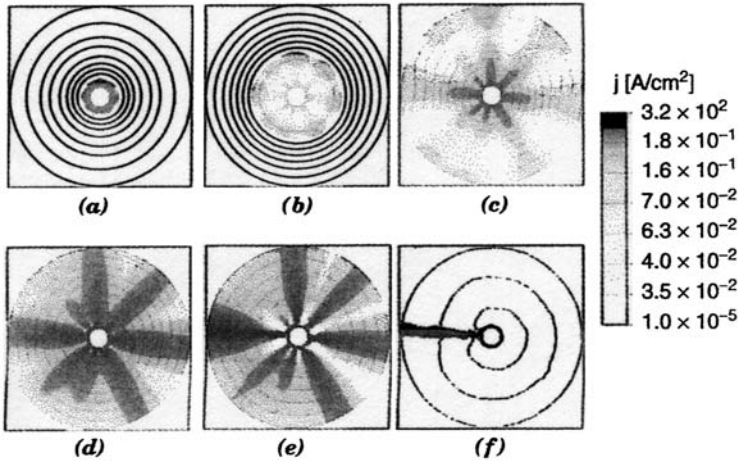 (a)
(b)
(c)
j [A/cm²]
3.2 × 10²
1.8 × 10⁻¹
1.6 × 10⁻¹
7.0 × 10⁻²
6.3 × 10⁻²
4.0 × 10⁻²
3.5 × 10⁻²
1.0 × 10⁻⁵
(d)
(e)
(f)